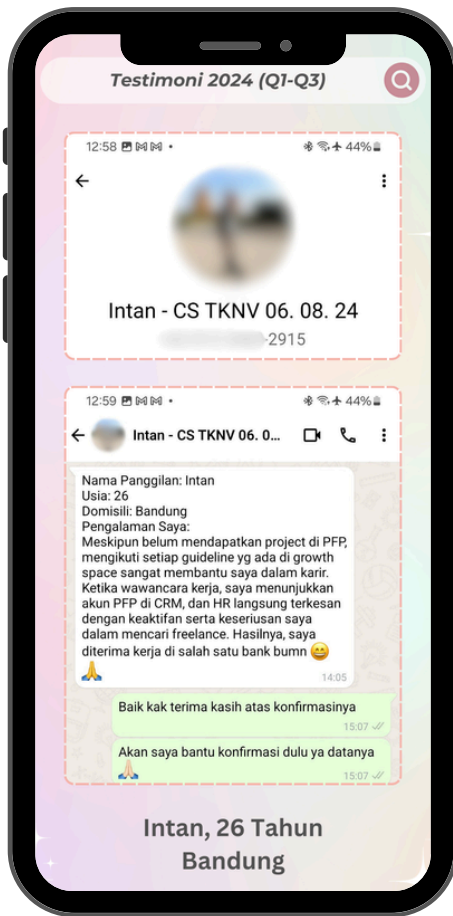 Testimoni 2024 (Q1-Q3)
12:58
44%
Intan - CS TKNV 06. 08. 24
-2915
12:59
44%
Intan - CS TKNV 06. 0...
Nama Panggilan: Intan
Usia: 26
Domisili: Bandung
Pengalaman Saya:
Meskipun belum mendapatkan project di PFP,
mengikuti setiap guideline yg ada di growth
space sangat membantu saya dalam karir.
Ketika wawancara kerja, saya menunjukkan
akun PFP di CRM, dan HR langsung terkesan
dengan keaktifan serta keseriusan saya
dalam mencari freelance. Hasilnya, saya
diterima kerja di salah satu bank bumn 😄
🙏
14:05
Baik kak terima kasih atas konfirmasinya
15:07
Akan saya bantu konfirmasi dulu ya datanya
🙏🏻
15:07
Intan, 26 Tahun
Bandung